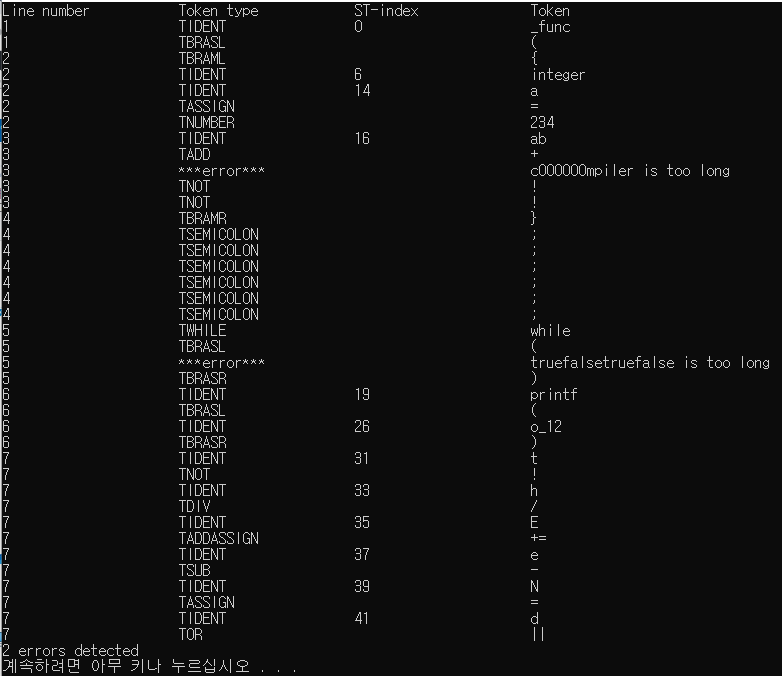 Line number Token type ST-index Token
1 TIDENT 0 _func
1 TBRASL (
2 TBRAML {
2 TIDENT 6 integer
2 TIDENT 14 a
2 TASSIGN =
2 TNUMBER 234
3 TIDENT 16 ab
3 TADD +
3 ***error*** c000000mpiler is too long
3 TNOT !
3 TNOT !
4 TBRAMR }
4 TSEMICOLON ;
4 TSEMICOLON ;
4 TSEMICOLON ;
4 TSEMICOLON ;
4 TSEMICOLON ;
4 TSEMICOLON ;
5 TWHILE while
5 TBRASL (
5 ***error*** truefalsetruefalse is too long
5 TBRASR )
6 TIDENT 19 printf
6 TBRASL (
6 TIDENT 26 o_12
6 TBRASR )
7 TIDENT 31 t
7 TNOT !
7 TIDENT 33 h
7 TDIV /
7 TIDENT 35 E
7 TADDASSIGN +=
7 TIDENT 37 e
7 TSUB -
7 TIDENT 39 N
7 TASSIGN =
7 TIDENT 41 d
7 TOR ||
2 errors detected
계속하려면 아무 키나 누르십시오 . . .